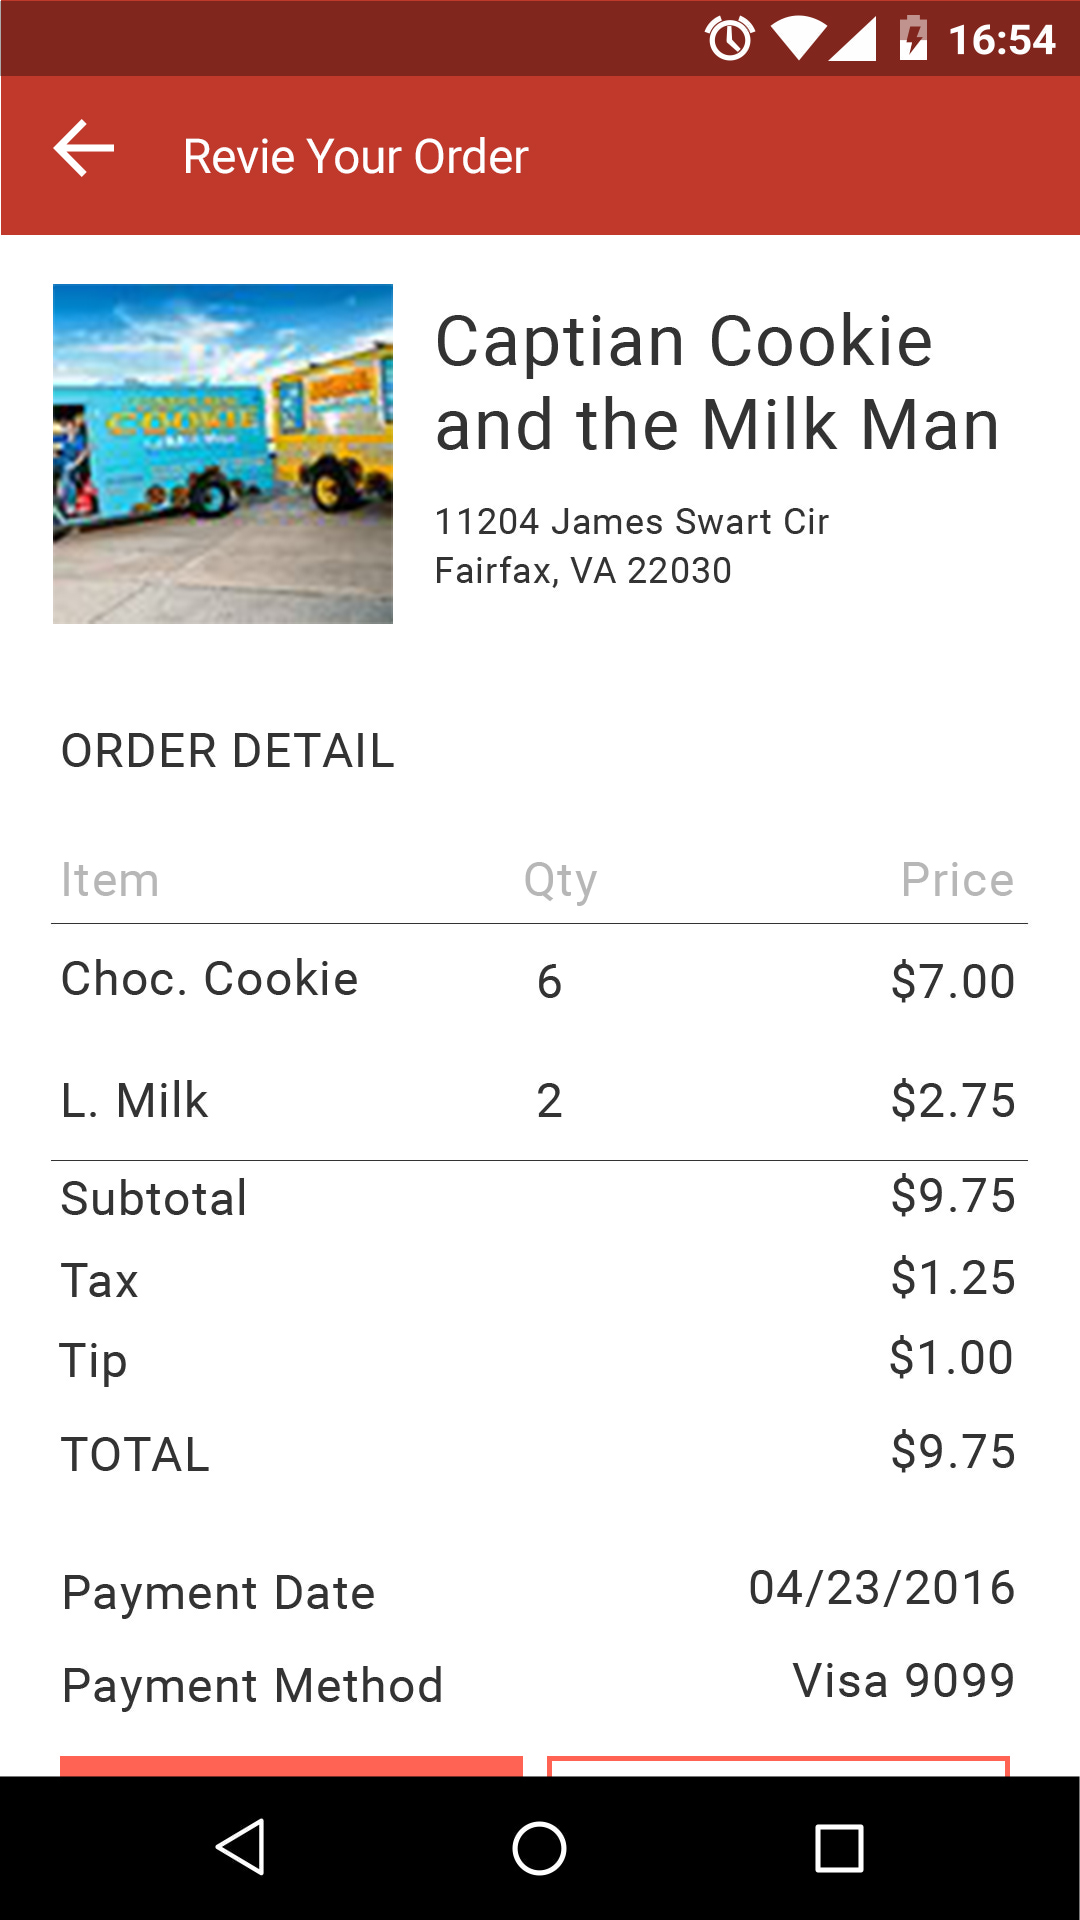 16:54
Revie Your Order
COOKIE
Captian Cookie
and the Milk Man
11204 James Swart Cir
Fairfax, VA 22030
ORDER DETAIL
Item Qty Price
Choc. Cookie 6 $7.00
L. Milk 2 $2.75
Subtotal $9.75
Tax $1.25
Tip $1.00
TOTAL $9.75
Payment Date 04/23/2016
Payment Method Visa 9099